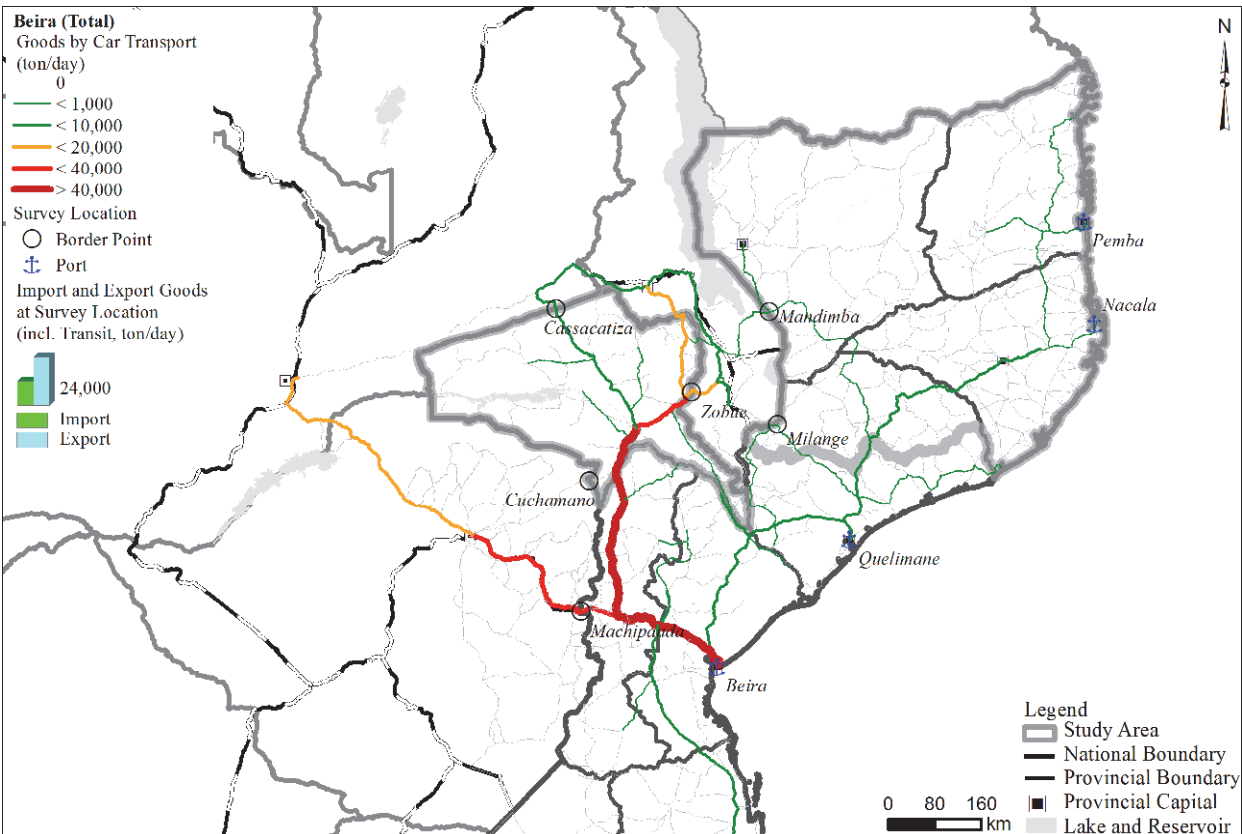 Beira (Total)
Goods by Car Transport
(ton/day)
0
< 1,000
< 10,000
< 20,000
< 40,000
> 40,000
Survey Location
Border Point
Port
Import and Export Goods
at Survey Location
(incl. Transit, ton/day)
24,000
Import
Export
N
Pemba
Nacala
Cassacatiza
Mandimba
Zobue
Milange
Cuchamano
Quelimane
Machipanda
Beira
Legend
Study Area
National Boundary
Provincial Boundary
Provincial Capital
Lake and Reservoir
0 80 160
km